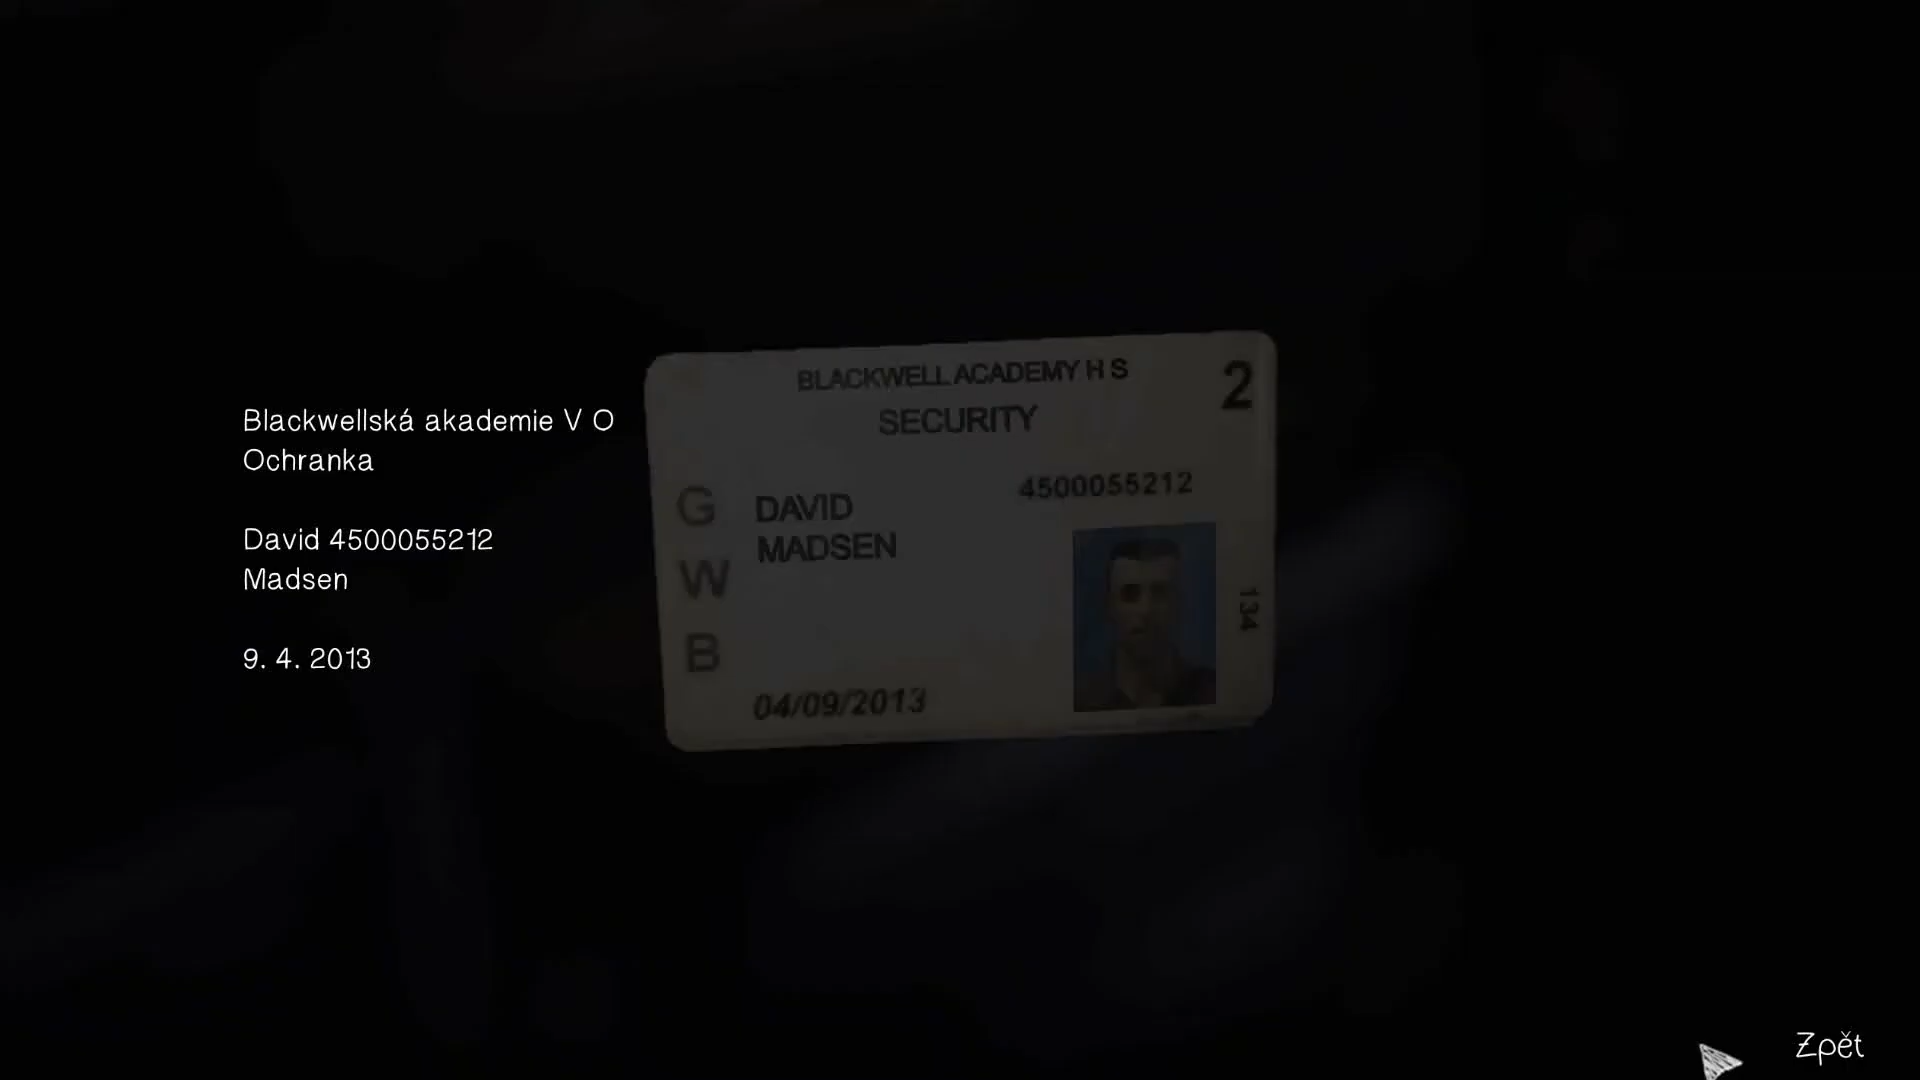 Blackwellská akademie V O
Ochranka
David 4500055212
Madsen
9. 4. 2013
BLACKWELL ACADEMY H S
2
SECURITY
4500055212
G
DAVID
MADSEN
W
134
B
04/09/2013
Zpět